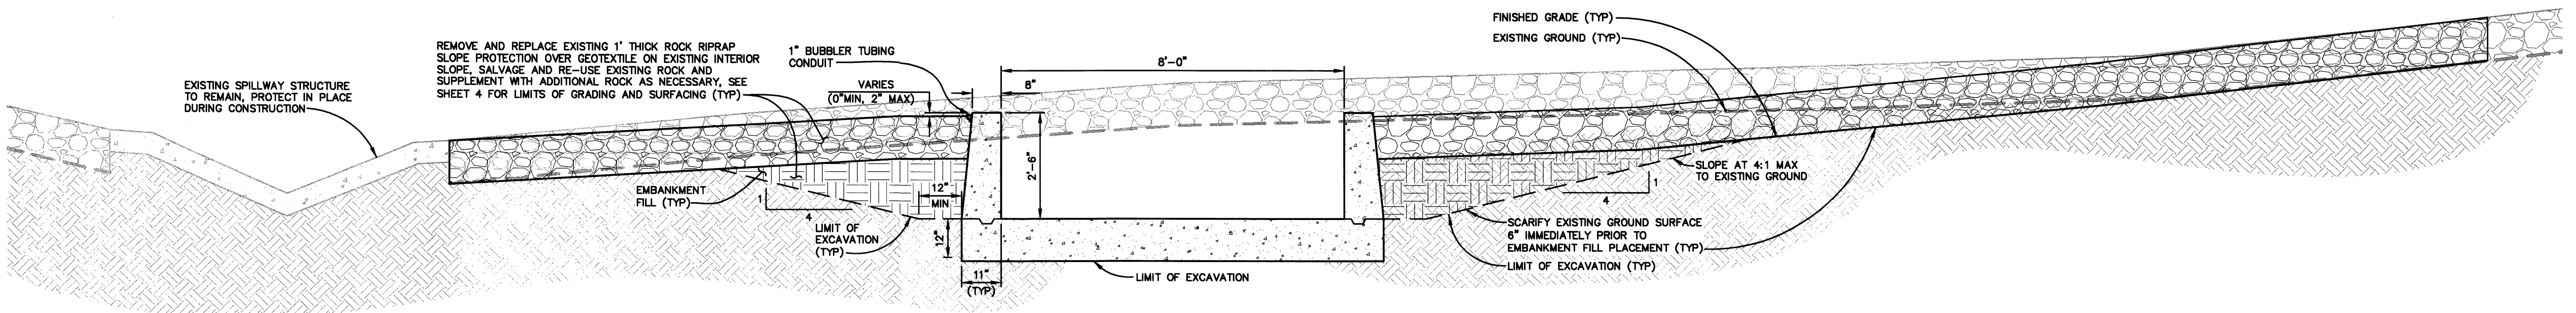 EXISTING SPILLWAY STRUCTURE
TO REMAIN, PROTECT IN PLACE
DURING CONSTRUCTION
REMOVE AND REPLACE EXISTING 1' THICK ROCK RIPRAP
SLOPE PROTECTION OVER GEOTEXTILE ON EXISTING INTERIOR
SLOPE, SALVAGE AND RE-USE EXISTING ROCK AND
SUPPLEMENT WITH ADDITIONAL ROCK AS NECESSARY, SEE
SHEET 4 FOR LIMITS OF GRADING AND SURFACING (TYP)
1" BUBBLER TUBING
CONDUIT
VARIES
(0"MIN, 2" MAX)
8"
8'-0"
2'-6"
FINISHED GRADE (TYP)
EXISTING GROUND (TYP)
EMBANKMENT
FILL (TYP)
1
4
12"
MIN
12"
LIMIT OF
EXCAVATION
(TYP)
11"
(TYP)
LIMIT OF EXCAVATION
SLOPE AT 4:1 MAX
TO EXISTING GROUND
1
4
SCARIFY EXISTING GROUND SURFACE
6" IMMEDIATELY PRIOR TO
EMBANKMENT FILL PLACEMENT (TYP)
LIMIT OF EXCAVATION (TYP)